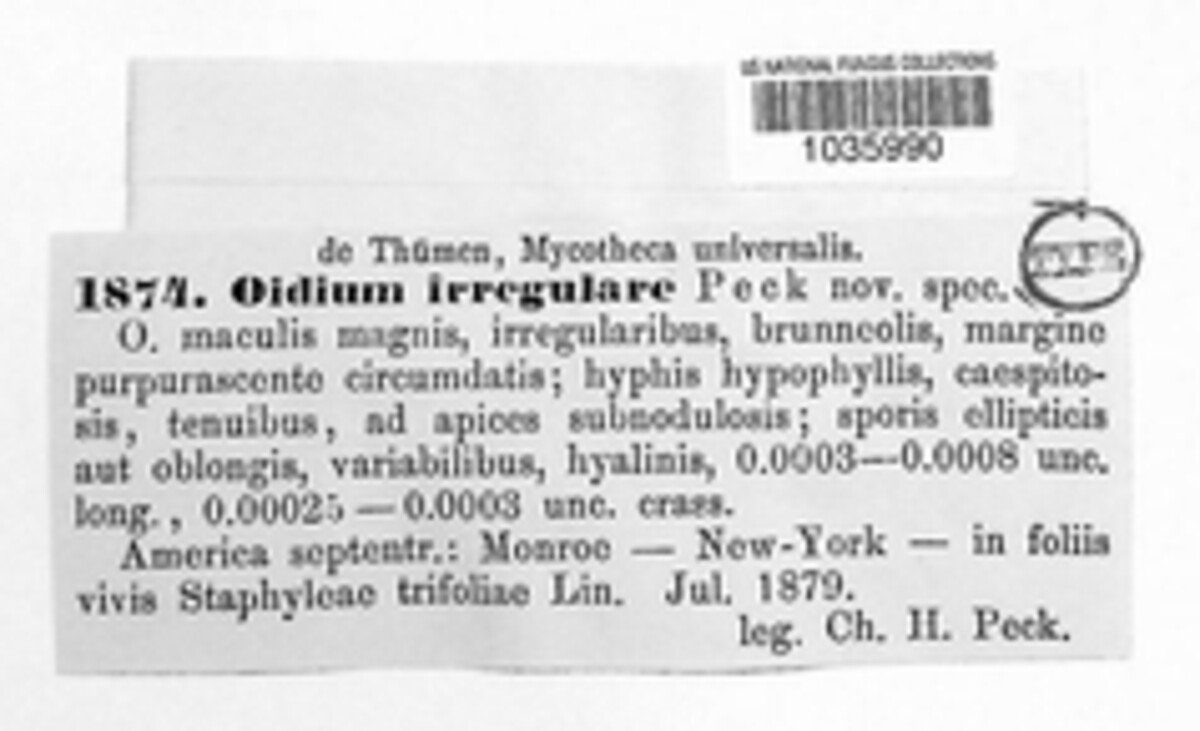 US NATIONAL FUNGUS COLLECTIONS
1035990
de Thümen, Mycotheca universalis.
TYPE
1874. Oidium irregulare Peck nov. spec.
O. maculis magnis, irregularibus, brunneolis, margine
purpurascente circumdatis; hyphis hypophyllis, caespito-
sis, tenuibus, ad apices subnodulosis; sporis ellipticis
aut oblongis, variabilibus, hyalinis, 0.0003—0.0008 unc.
long., 0.00025—0.0003 unc. crass.
America septentr.: Monroe — New-York — in foliis
vivis Staphyleae trifoliae Lin. Jul. 1879.
leg. Ch. H. Peck.